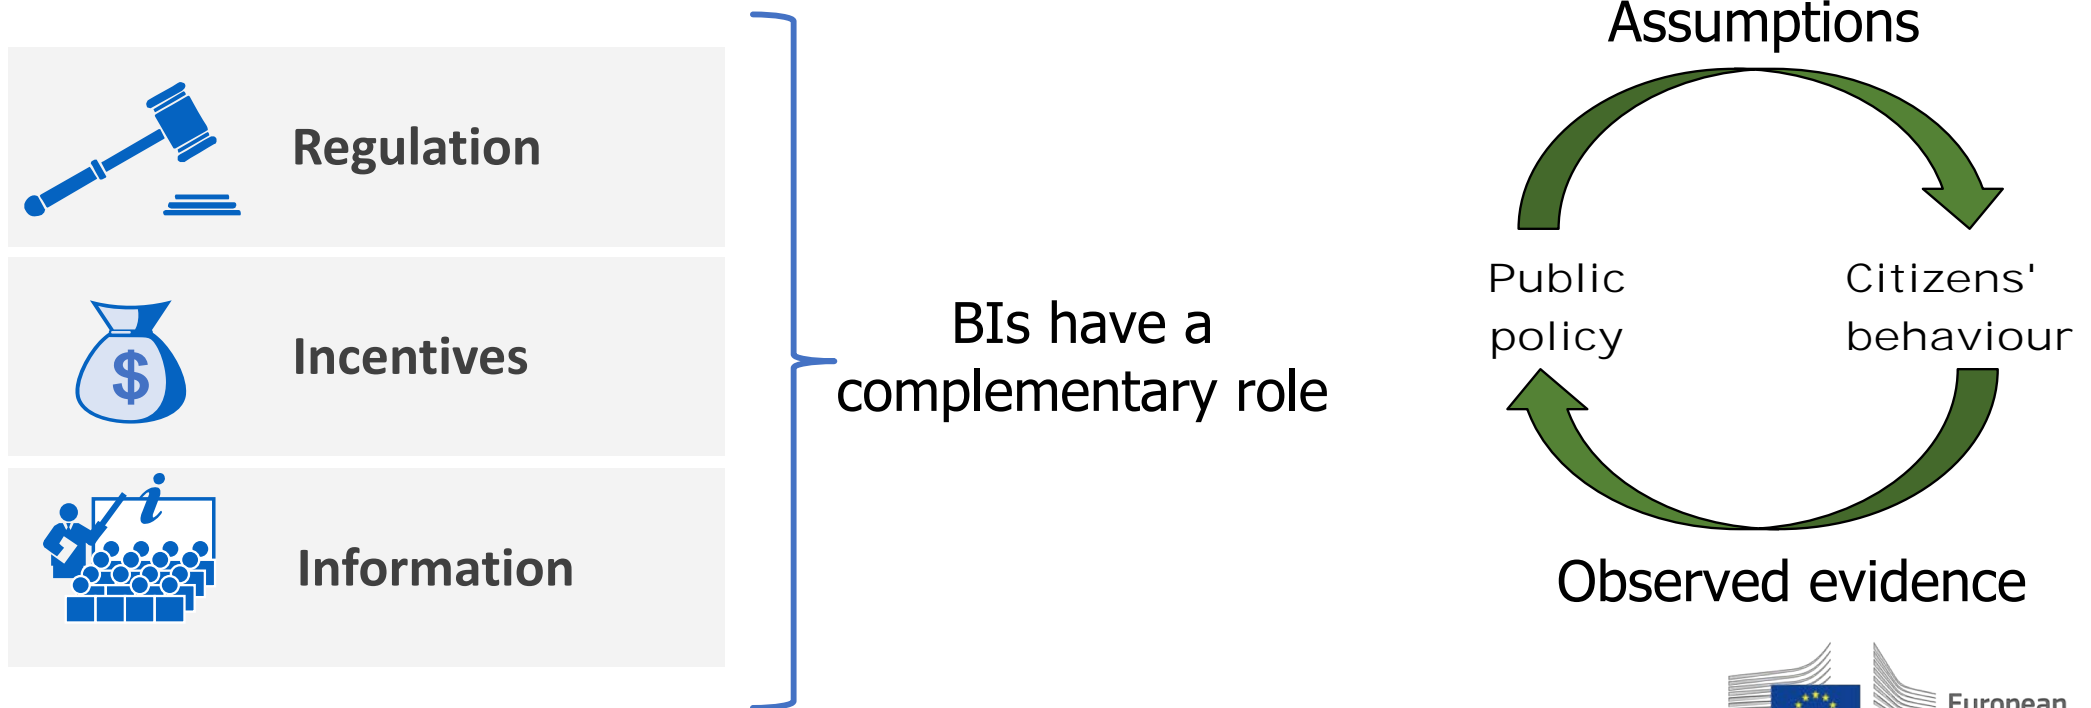 Regulation
$
Incentives
i
Information
BIs have a
complementary role
Assumptions
Public
policy
Citizens'
behaviour
Observed evidence
European